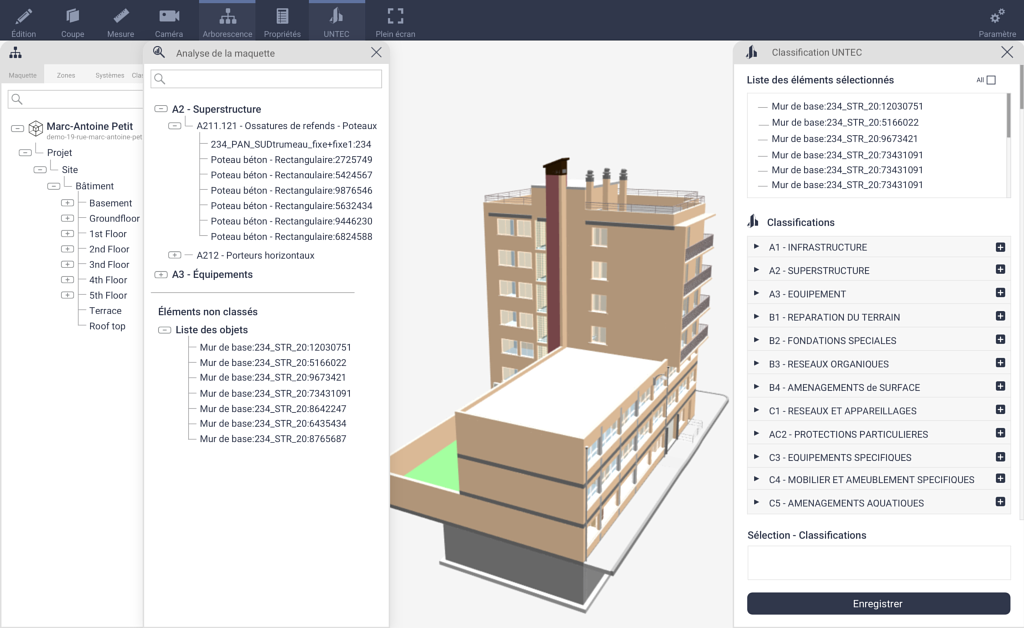 Édition
Coupe
Mesure
Caméra
Arborescence
Propriétés
UNTEC
Plein écran
Paramètre
Maquette
Zones
Systèmes
Marc-Antoine Petit
demo-19-rue-marc-antoine-pet
Projet
Site
Bâtiment
Basement
Groundfloor
1st Floor
2nd Floor
3nd Floor
4th Floor
5th Floor
Terrace
Roof top
Analyse de la maquette
A2 - Superstructure
A211.121 - Ossatures de refends - Poteaux
234_PAN_SUDtrumeau_fixe+fixe1:234
Poteau béton - Rectangulaire:2725749
Poteau béton - Rectanauiaire:5424567
Poteau béton - Rectangulaire:9876546
Poteau béton - Rectangulaire:5632434
Poteau béton - Rectangulaire:9446230
Poteau béton - Rectangulaire:6824588
A212 - Porteurs horizontaux
A3 - Équipements
Éléments non classés
Liste des objets
Mur de base:234_STR_20:12030751
Mur de base:234_STR_20:5166022
Mur de base:234_STR_20:9673421
Mur de base:234_STR_20:73431091
Mur de base:234_STR_20:8642247
Mur de base:234_STR_20:6435434
Mur de base:234_STR_20:8765687
Classification UNTEC
Liste des éléments sélectionnés
All
Mur de base:234_STR_20:12030751
Mur de base:234_STR_20:5166022
Mur de base:234_STR_20:9673421
Mur de base:234_STR_20:73431091
Mur de base:234_STR_20:73431091
Mur de base:234_STR_20:73431091
Classifications
A1 - INFRASTRUCTURE
A2 - SUPERSTRUCTURE
A3 - EQUIPEMENT
B1 - REPARATION DU TERRAIN
B2 - FONDATIONS SPECIALES
B3 - RESEAUX ORGANIQUES
B4 - AMENAGEMENTS de SURFACE
C1 - RESEAUX ET APPAREILLAGES
AC2 - PROTECTIONS PARTICULIERES
C3 - EQUIPEMENTS SPECIFIQUES
C4 - MOBILIER ET AMEUBLEMENT SPECIFIQUES
C5 - AMENAGEMENTS AQUATIQUES
Sélection - Classifications
Enregistrer